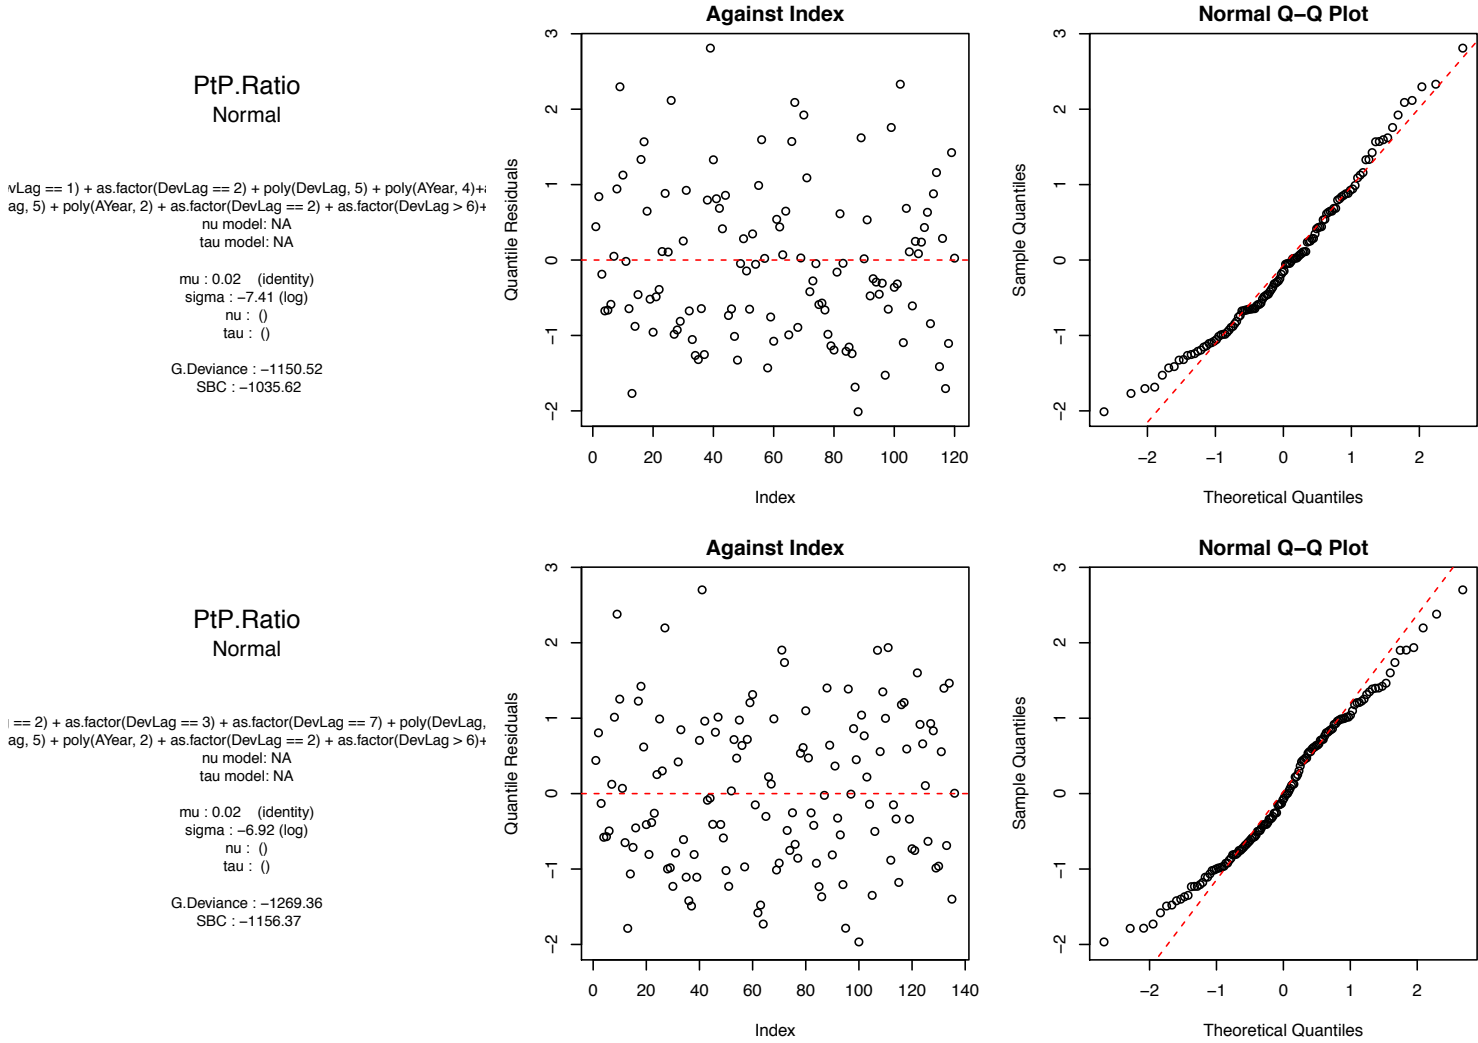 PtP.Ratio
Normal
vLag == 1) + as.factor(DevLag == 2) + poly(DevLag, 5) + poly(AYear, 4)+
ag, 5) + poly(AYear, 2) + as.factor(DevLag == 2) + as.factor(DevLag > 6)+
nu model: NA
tau model: NA
mu : 0.02 (identity)
sigma : −7.41 (log)
nu : ()
tau : ()
G.Deviance : −1150.52
SBC : −1035.62
Against Index
Quantile Residuals
3
2
1
0
−1
−2
0 20 40 60 80 100 120
Index
Normal Q−Q Plot
Sample Quantiles
3
2
1
0
−1
−2
−2 −1 0 1 2
Theoretical Quantiles
PtP.Ratio
Normal
== 2) + as.factor(DevLag == 3) + as.factor(DevLag == 7) + poly(DevLag,
ag, 5) + poly(AYear, 2) + as.factor(DevLag == 2) + as.factor(DevLag > 6)+
nu model: NA
tau model: NA
mu : 0.02 (identity)
sigma : −6.92 (log)
nu : ()
tau : ()
G.Deviance : −1269.36
SBC : −1156.37
Against Index
Quantile Residuals
3
2
1
0
−1
−2
0 20 40 60 80 100 120 140
Index
Normal Q−Q Plot
Sample Quantiles
3
2
1
0
−1
−2
−2 −1 0 1 2
Theoretical Quantiles